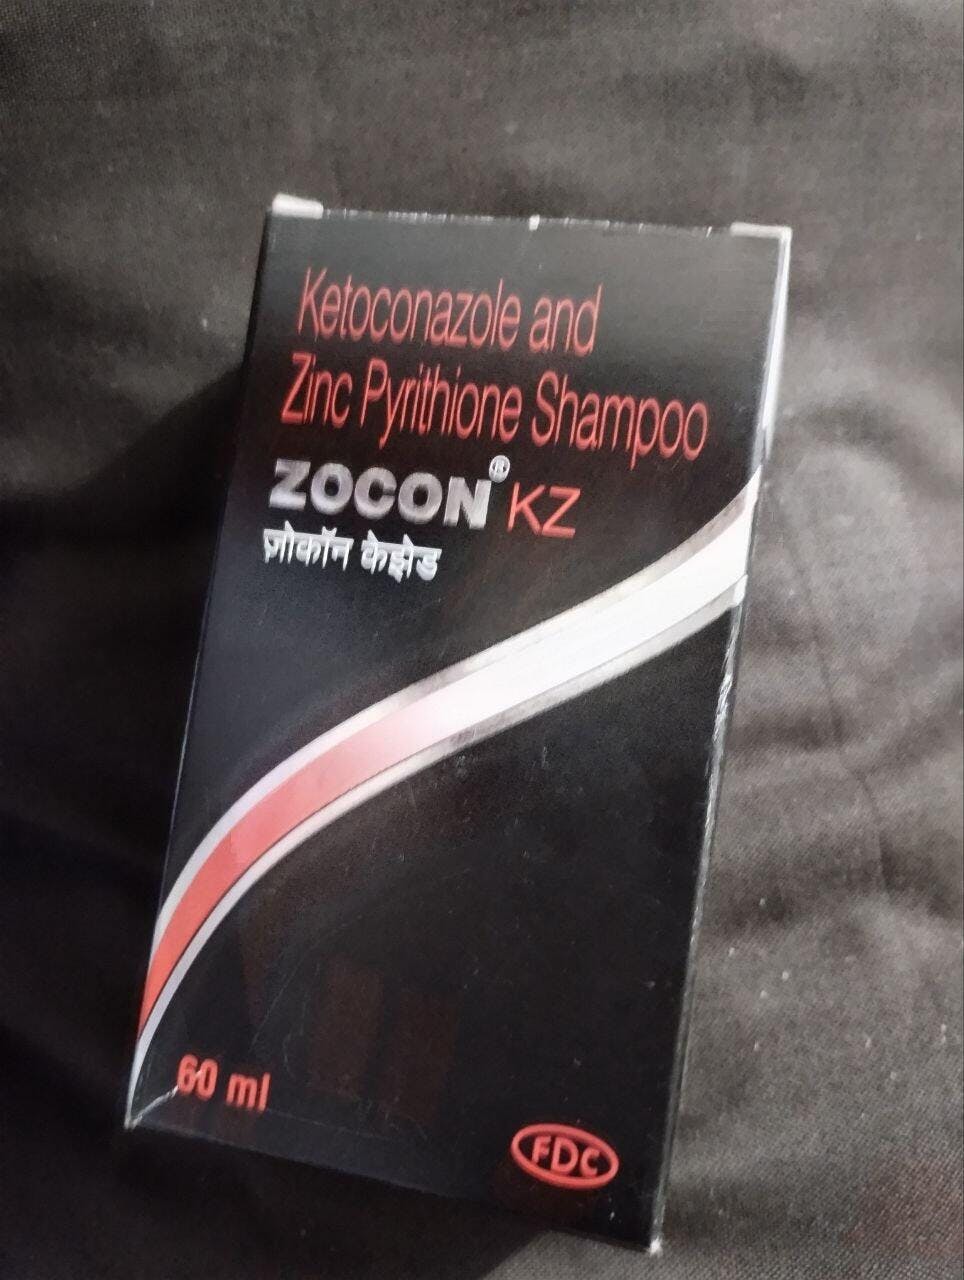 Ketoconazole and
Zinc Pyrithione Shampoo
ZOCON® KZ
ज़ोकॉन केझेड
60 ml
FDC